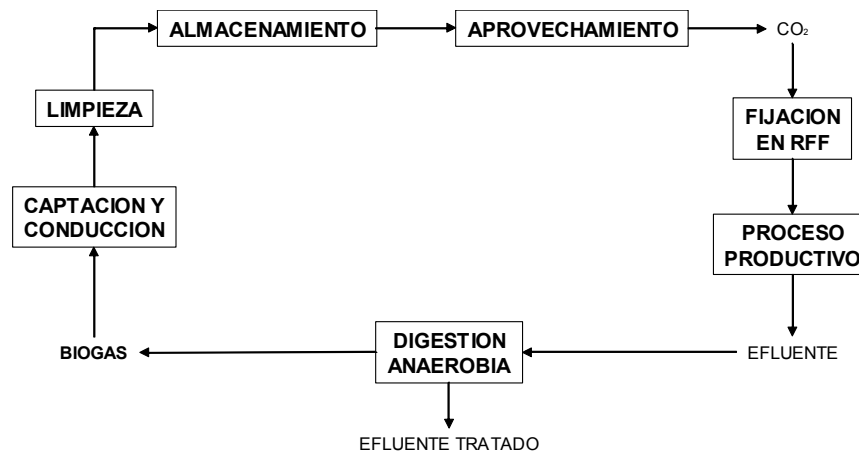 ALMACENAMIENTO
APROVECHAMIENTO
CO₂
LIMPIEZA
FIJACION
EN RFF
CAPTACION Y
CONDUCCION
PROCESO
PRODUCTIVO
BIOGAS
DIGESTION
ANAEROBIA
EFLUENTE
EFLUENTE TRATADO